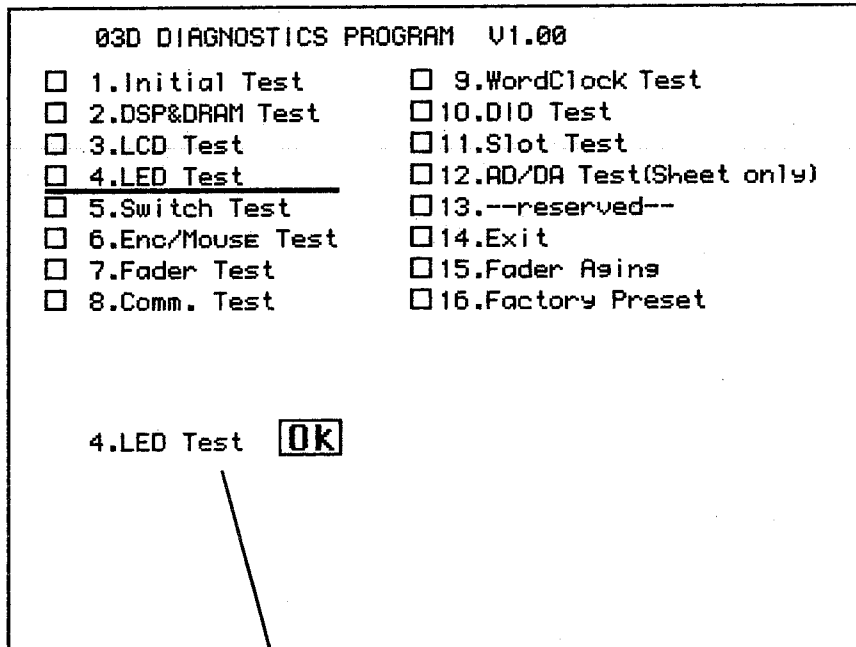 03D DIAGNOSTICS PROGRAM V1.00
1.Initial Test
2.DSP&DRAM Test
3.LCD Test
4.LED Test
5.Switch Test
6.Enc/Mouse Test
7.Fader Test
8.Comm. Test
9.WordClock Test
10.DIO Test
11.Slot Test
12.AD/DA Test(Sheet only)
13.--reserved--
14.Exit
15.Fader Aging
16.Factory Preset
4.LED Test Ok